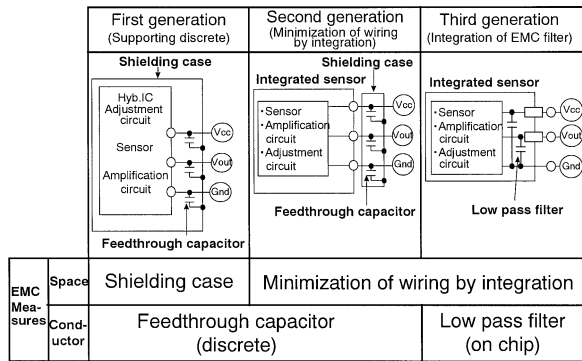 First generation
(Supporting discrete)
Second generation
(Minimization of wiring
by integration)
Third generation
(Integration of EMC filter)
Shielding case
Hyb.IC
Adjustment
circuit
Sensor
Amplification
circuit
Vcc
Vout
Gnd
Feedthrough capacitor
Shielding case
Integrated sensor
・Sensor
・Amplification
circuit
・Adjustment
circuit
Vcc
Vout
Gnd
Feedthrough capacitor
Integrated sensor
・Sensor
・Amplification
circuit
・Adjustment
circuit
Vcc
Vout
Gnd
Low pass filter
EMC
Mea-
sures
Space
Shielding case
Minimization of wiring by integration
Cond-
uctor
Feedthrough capacitor
(discrete)
Low pass filter
(on chip)